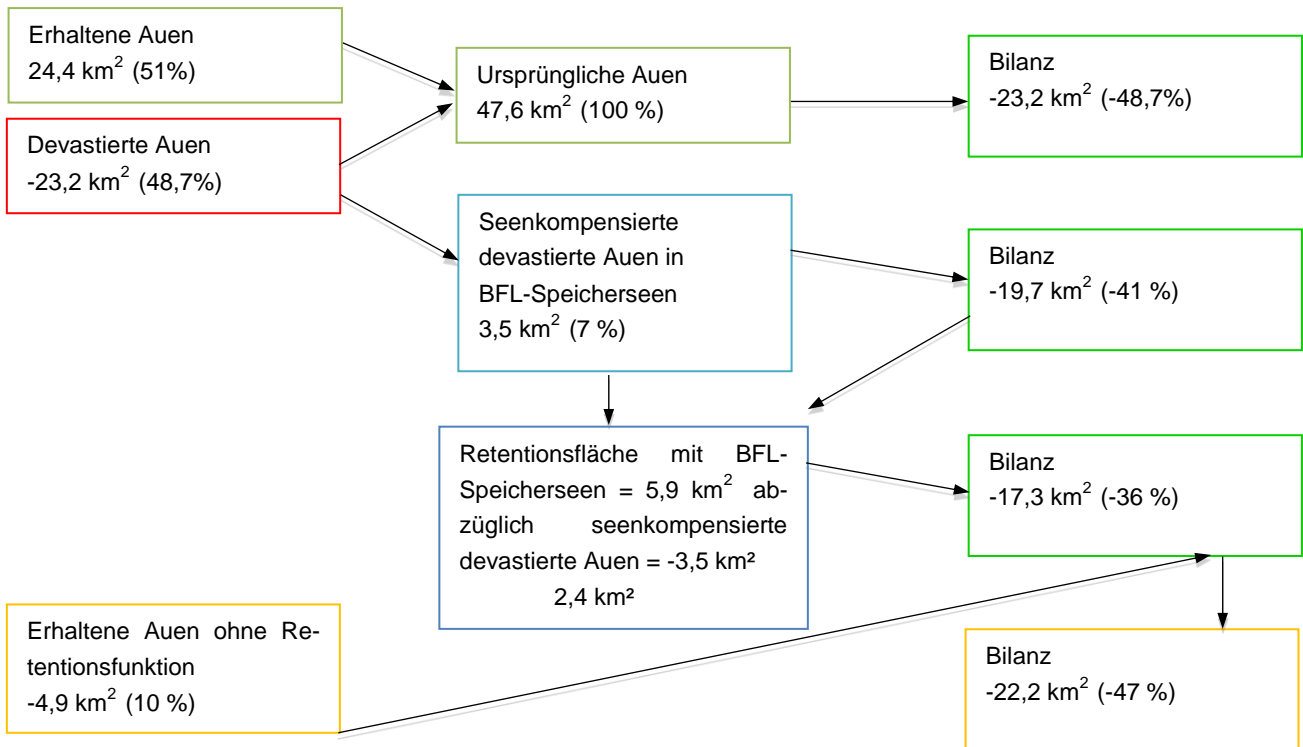 Erhaltene Auen
24,4 km² (51%)
Ursprüngliche Auen
47,6 km² (100 %)
Bilanz
-23,2 km² (-48,7%)
Devastierte Auen
-23,2 km² (48,7%)
Seenkompensierte
devastierte Auen in
BFL-Speicherseen
3,5 km² (7 %)
Bilanz
-19,7 km² (-41 %)
Retentionsfläche mit BFL-
Speicherseen = 5,9 km² ab-
züglich seenkompensierte
devastierte Auen = -3,5 km²
2,4 km²
Bilanz
-17,3 km² (-36 %)
Erhaltene Auen ohne Re-
tentionsfunktion
-4,9 km² (10 %)
Bilanz
-22,2 km² (-47 %)